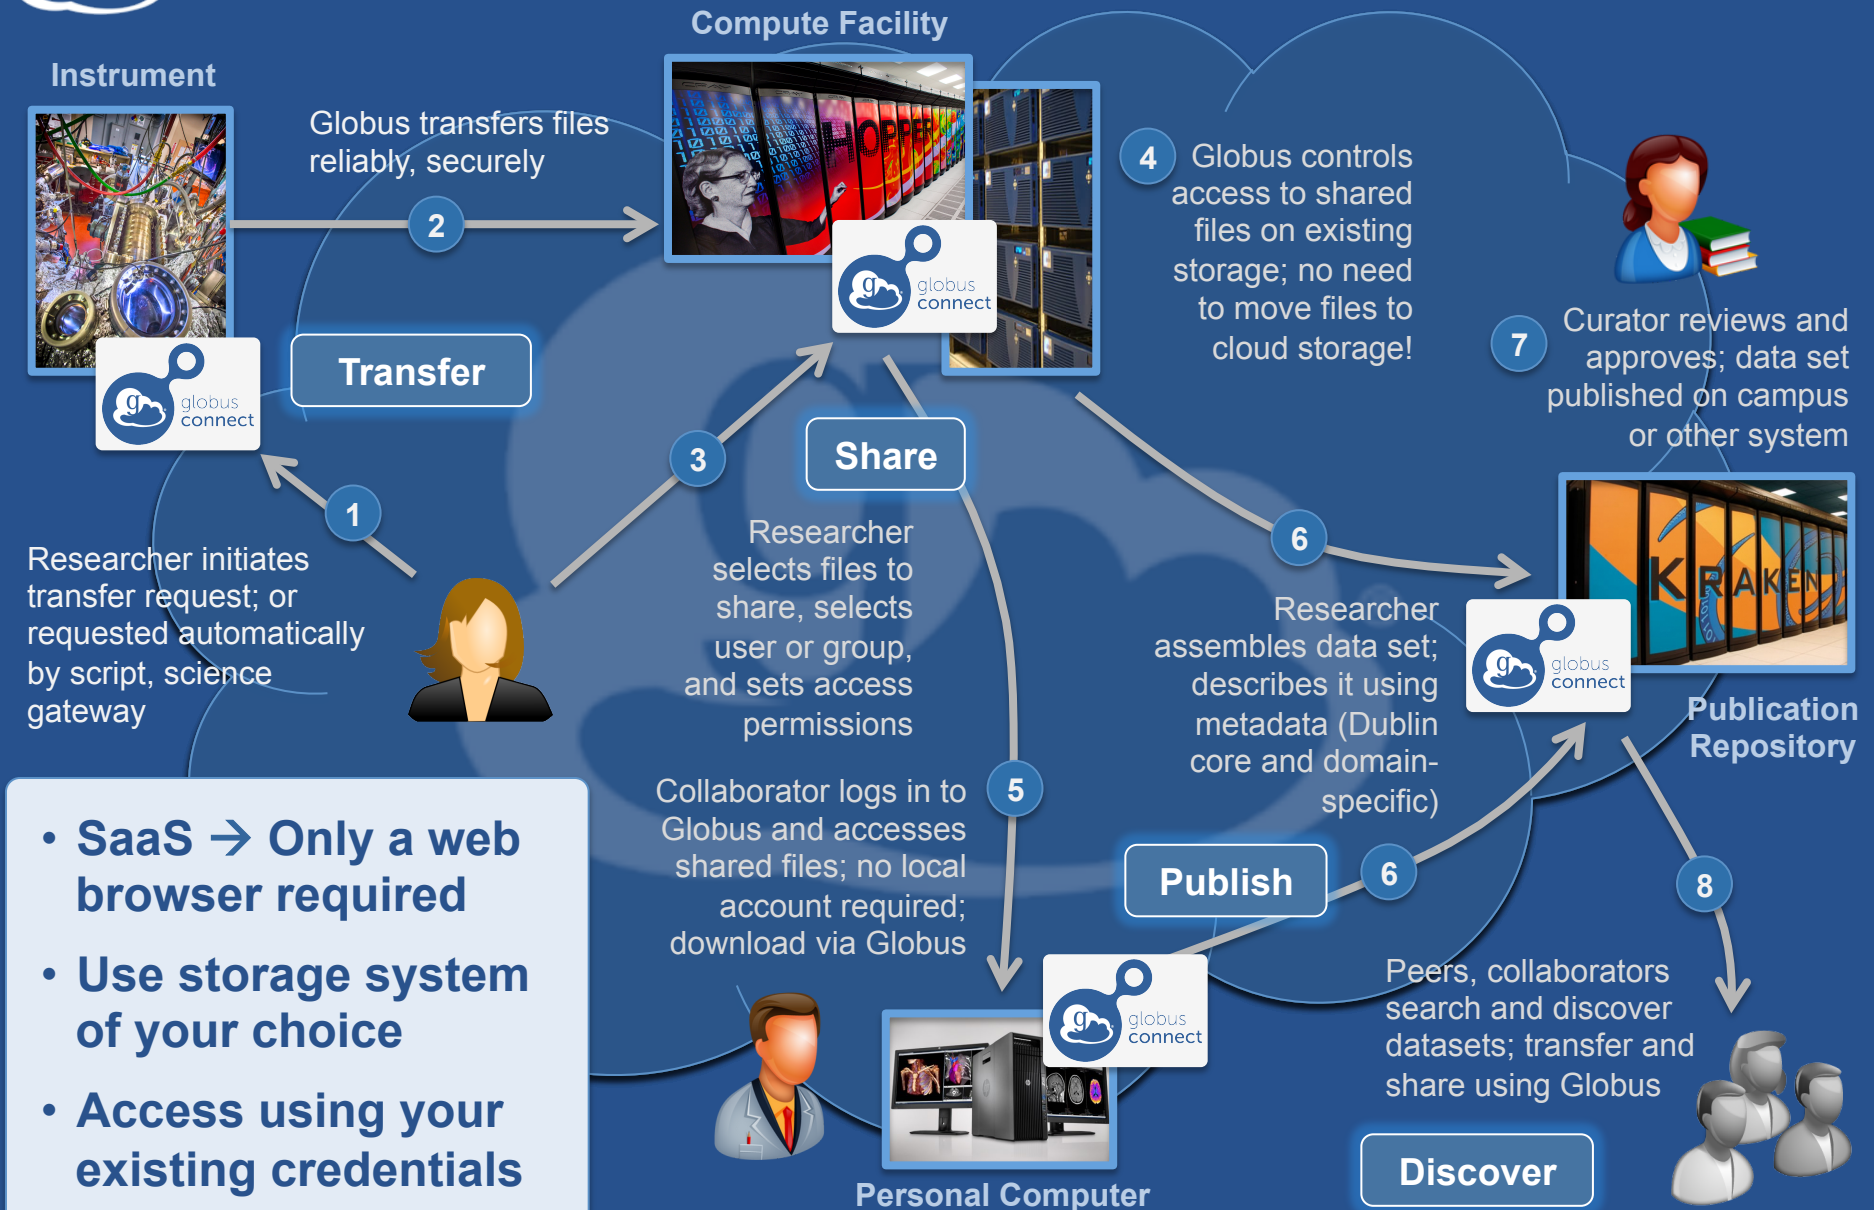 Compute Facility
Instrument
Globus transfers files
reliably, securely
2
HOPPER
globus
connect
4
Globus controls
access to shared
files on existing
storage; no need
to move files to
cloud storage!
7
Curator reviews and
approves; data set
published on campus
or other system
Transfer
globus
connect
3
Share
1
Researcher initiates
transfer request; or
requested automatically
by script, science
gateway
Researcher
selects files to
share, selects
user or group,
and sets access
permissions
6
KRAKEN
Researcher
assembles data set;
describes it using
metadata (Dublin
core and domain-
specific)
globus
connect
Publication
Repository
5
Collaborator logs in to
Globus and accesses
shared files; no local
account required;
download via Globus
Publish
6
8
• SaaS → Only a web
browser required
• Use storage system
of your choice
• Access using your
existing credentials
globus
connect
Personal Computer
Peers, collaborators
search and discover
datasets; transfer and
share using Globus
Discover